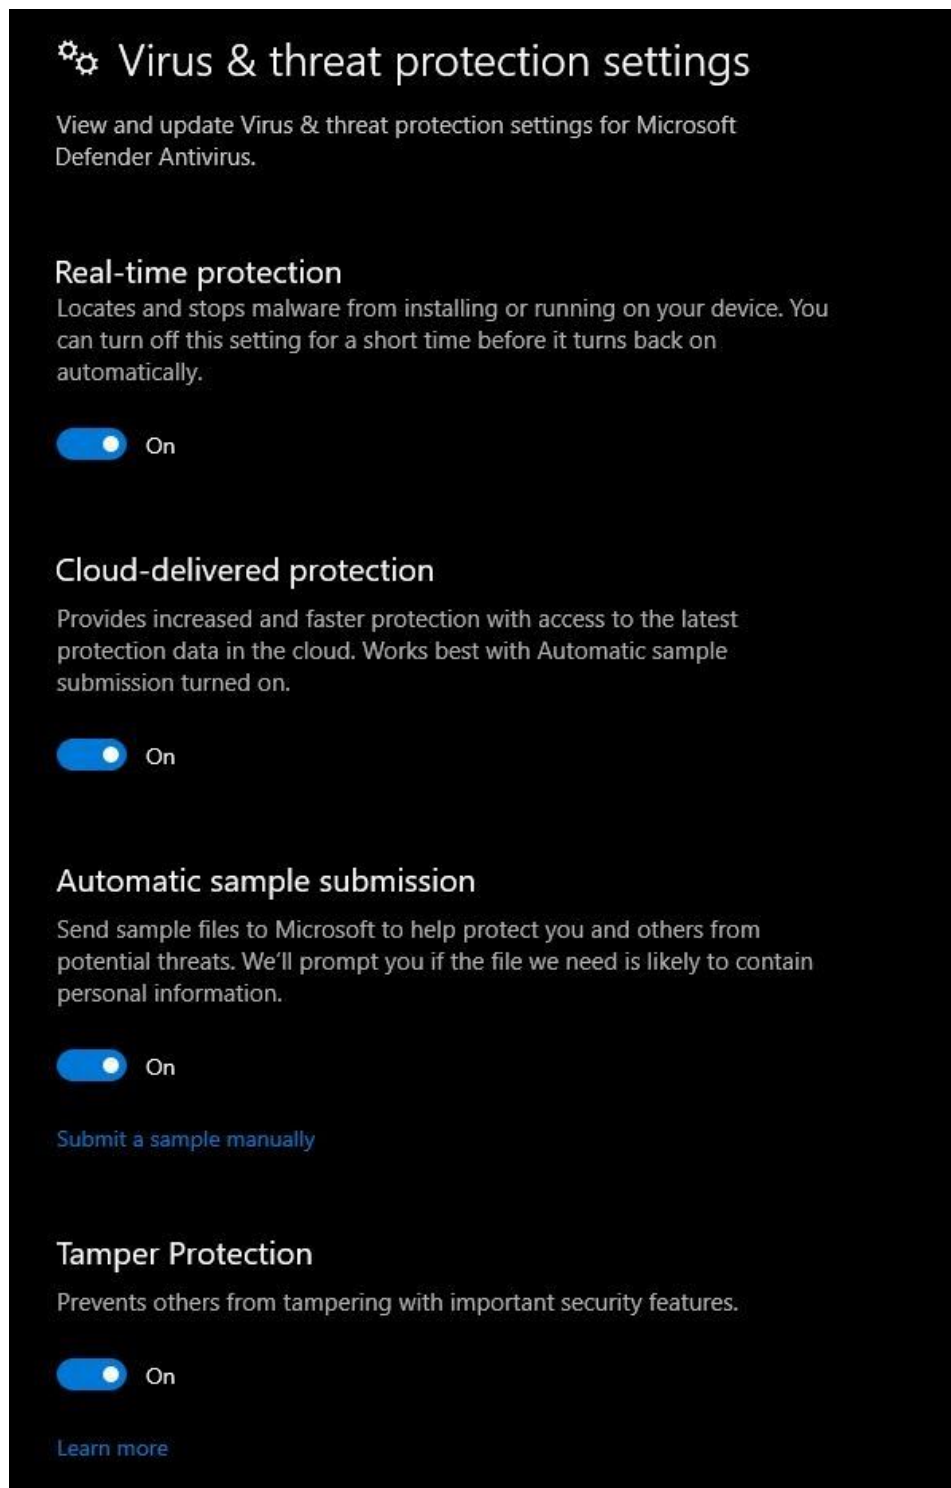 Virus & threat protection settings
View and update Virus & threat protection settings for Microsoft
Defender Antivirus.
Real-time protection
Locates and stops malware from installing or running on your device. You
can turn off this setting for a short time before it turns back on
automatically.
On
Cloud-delivered protection
Provides increased and faster protection with access to the latest
protection data in the cloud. Works best with Automatic sample
submission turned on.
On
Automatic sample submission
Send sample files to Microsoft to help protect you and others from
potential threats. We’ll prompt you if the file we need is likely to contain
personal information.
On
Submit a sample manually
Tamper Protection
Prevents others from tampering with important security features.
On
Learn more